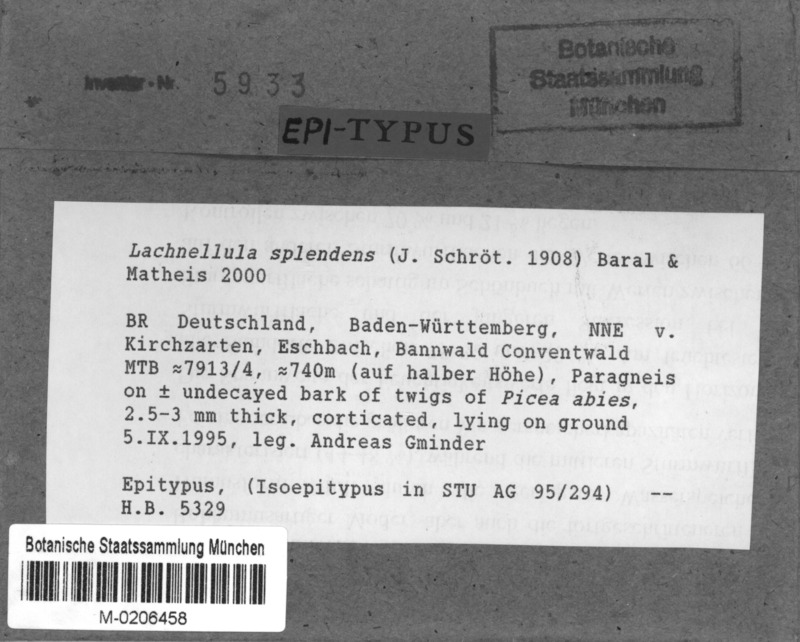 Botanische
Staatssammlung
München
Inventar-Nr. 5933
EPI-TYPUS
Lachnellula splendens (J. Schröt. 1908) Baral &
Matheis 2000
BR Deutschland, Baden-Württemberg, NNE v.
Kirchzarten, Eschbach, Bannwald Conventwald
MTB ≈7913/4, ≈740m (auf halber Höhe), Paragneis
on ± undecayed bark of twigs of Picea abies,
2.5-3 mm thick, corticated, lying on ground
5.IX.1995, leg. Andreas Gminder
Epitypus, (Isoepitypus in STU AG 95/294) ---
H.B. 5329
Botanische Staatssammlung München
M-0206458